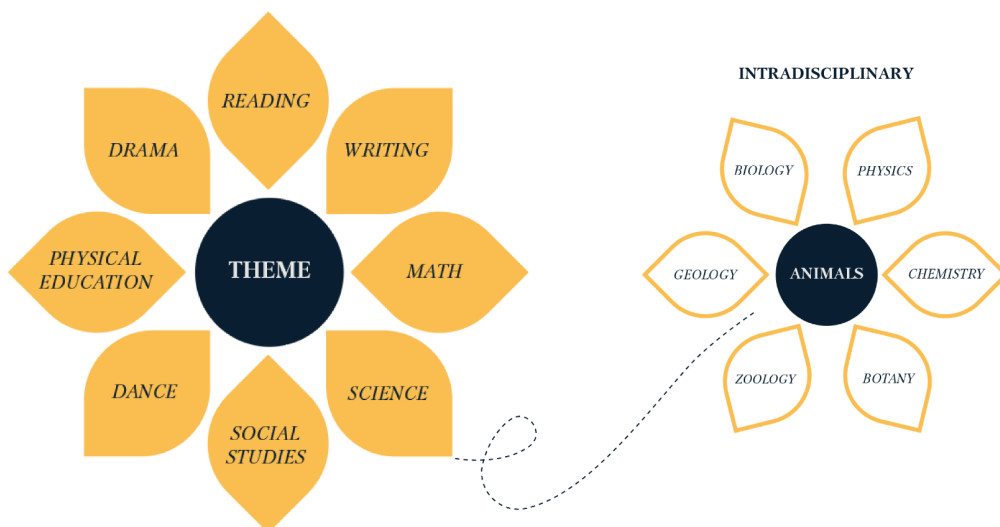 READING
DRAMA
WRITING
PHYSICAL
EDUCATION
THEME
MATH
DANCE
SCIENCE
SOCIAL
STUDIES
INTRADISCIPLINARY
BIOLOGY
PHYSICS
GEOLOGY
ANIMALS
CHEMISTRY
ZOOLOGY
BOTANY